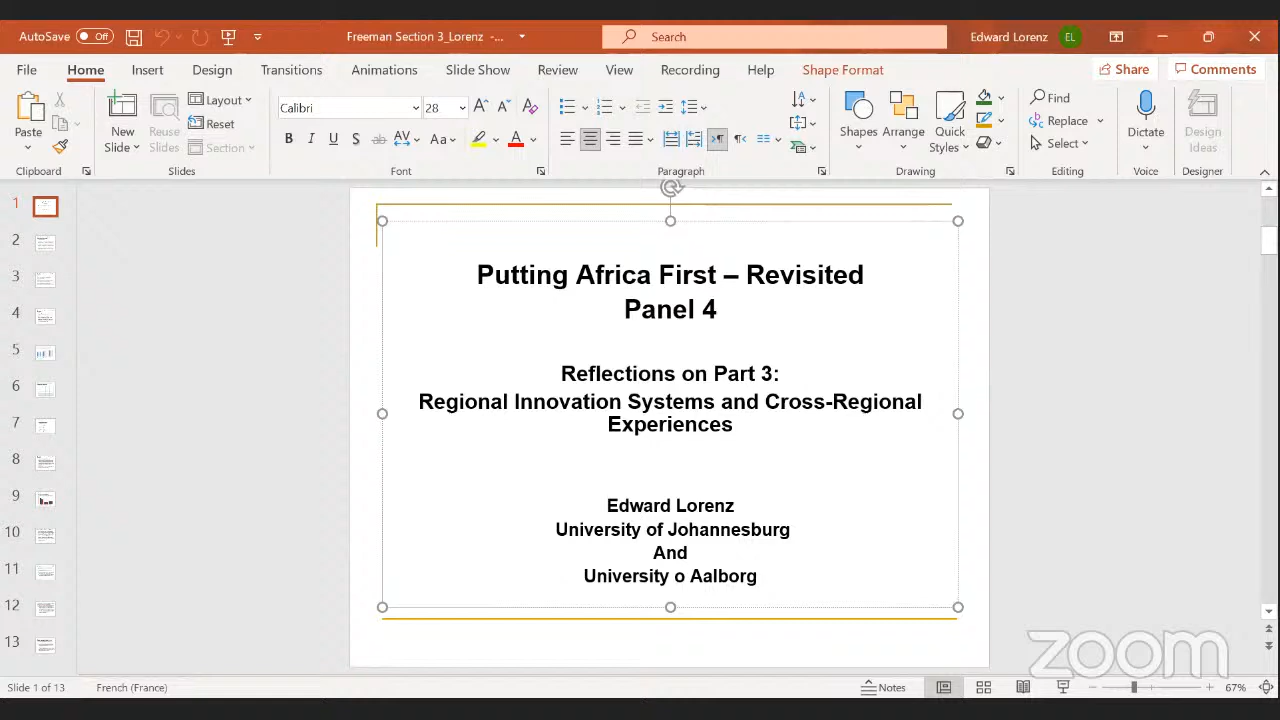 AutoSave Off Freeman Section 3_Lorenz -... Search Edward Lorenz EL
File Home Insert Design Transitions Animations Slide Show Review View Recording Help Shape Format Share Comments
Paste New Slide Reuse Slides Layout Reset Section Calibri 28 Shapes Arrange Quick Styles Find Replace Select Dictate Design Ideas
B I U S ab AV Aa A
Clipboard Slides Font Paragraph Drawing Editing Voice Designer
1
2
3
4
5
6
7
8
9
10
11
12
13
Putting Africa First – Revisited
Panel 4
Reflections on Part 3:
Regional Innovation Systems and Cross-Regional
Experiences
Edward Lorenz
University of Johannesburg
And
University o Aalborg
zoom
Slide 1 of 13 French (France) Notes 67%